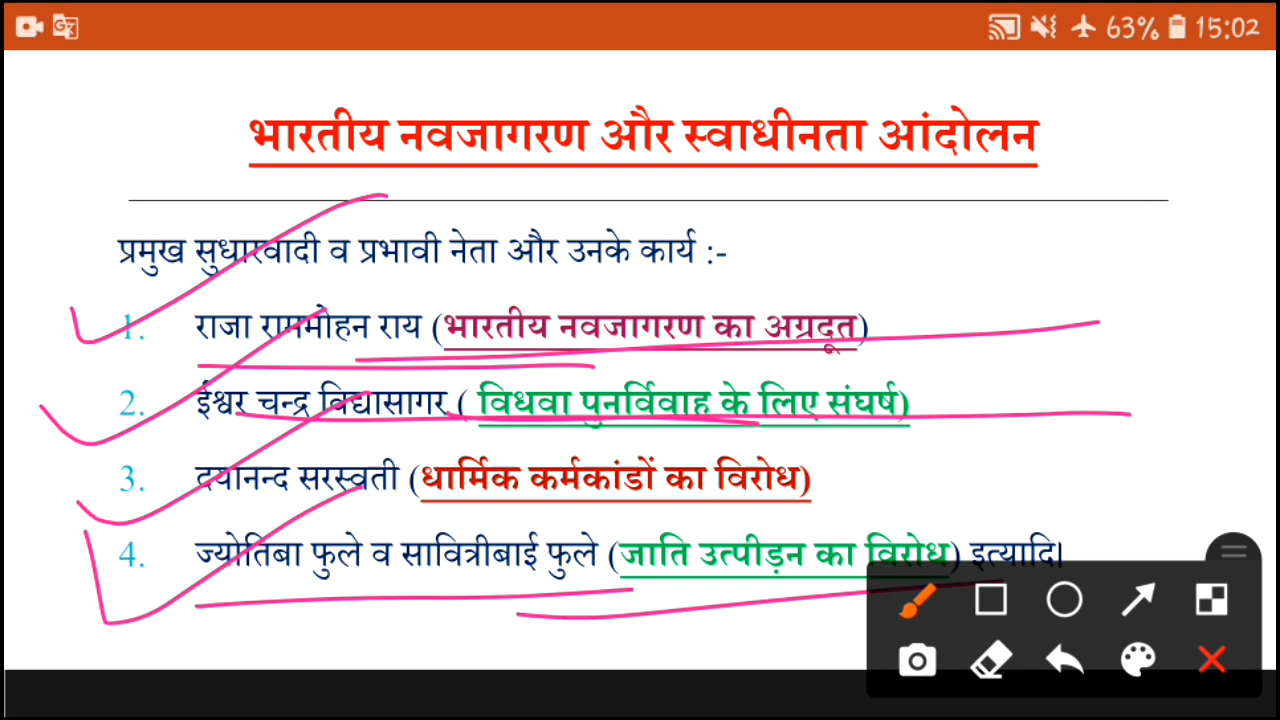 63% 15:02
भारतीय नवजागरण और स्वाधीनता आंदोलन
प्रमुख सुधारवादी व प्रभावी नेता और उनके कार्य :-
1. राजा राममोहन राय (भारतीय नवजागरण का अग्रदूत)
2. ईश्वर चन्द्र विद्यासागर ( विधवा पुनर्विवाह के लिए संघर्ष)
3. दयानन्द सरस्वती (धार्मिक कर्मकांडों का विरोध)
4. ज्योतिबा फुले व सावित्रीबाई फुले (जाति उत्पीड़न का विरोध) इत्यादि।